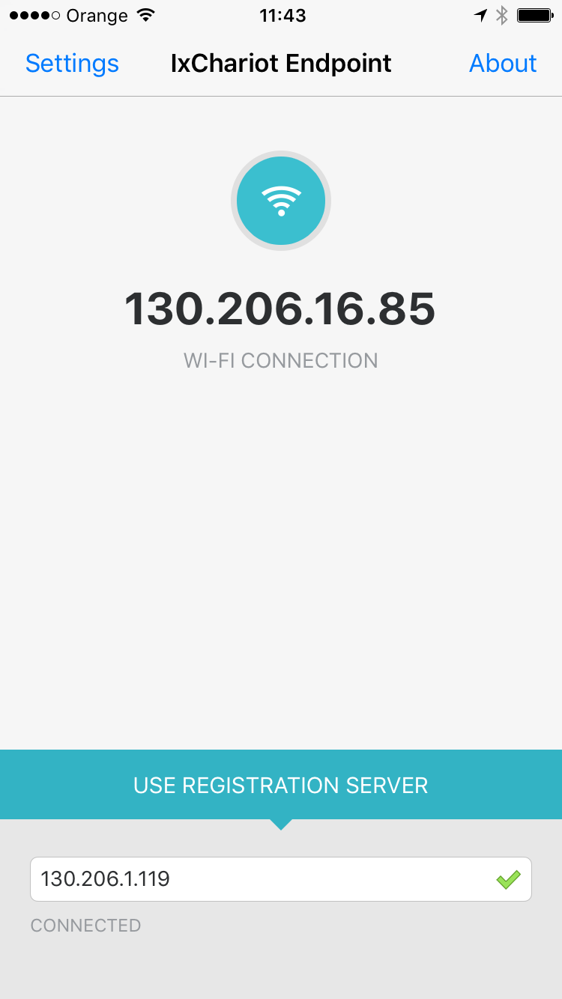 Orange 11:43
Settings IxChariot Endpoint About
130.206.16.85
WI-FI CONNECTION
USE REGISTRATION SERVER
130.206.1.119
CONNECTED